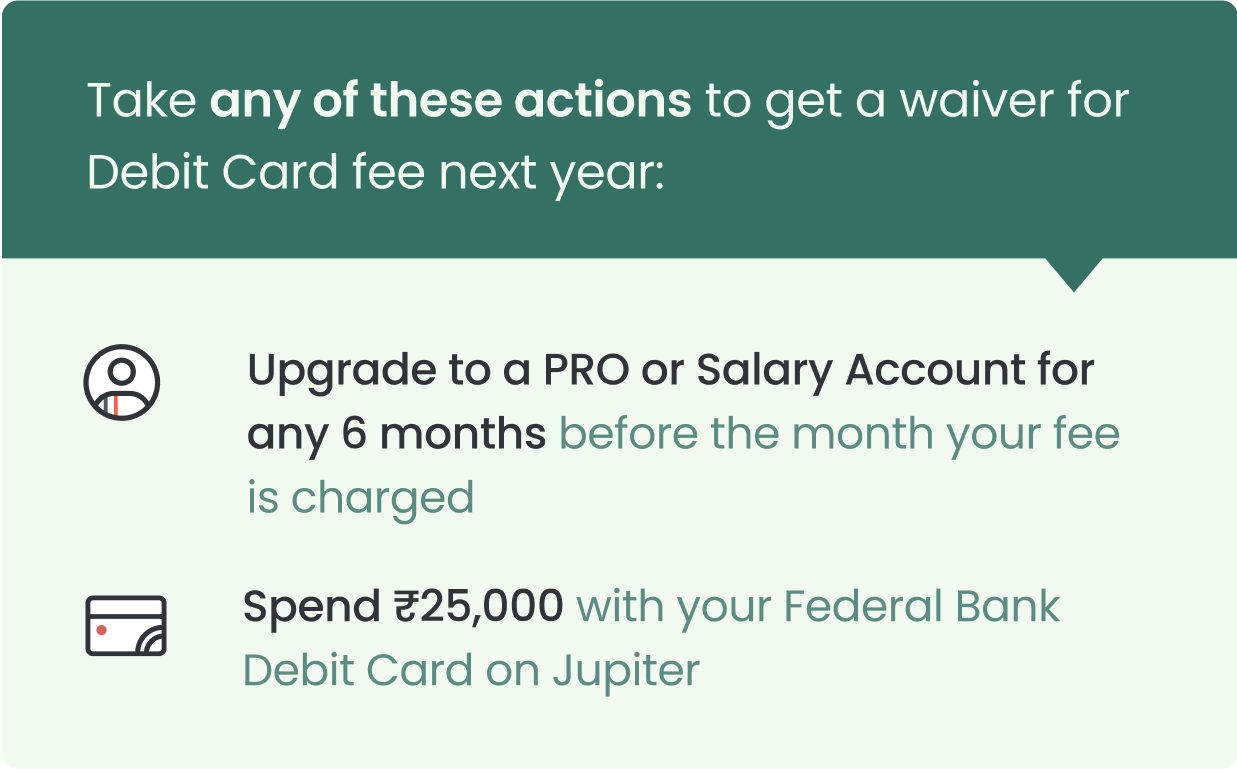 Take any of these actions to get a waiver for
Debit Card fee next year:
Upgrade to a PRO or Salary Account for
any 6 months before the month your fee
is charged
Spend ₹25,000 with your Federal Bank
Debit Card on Jupiter